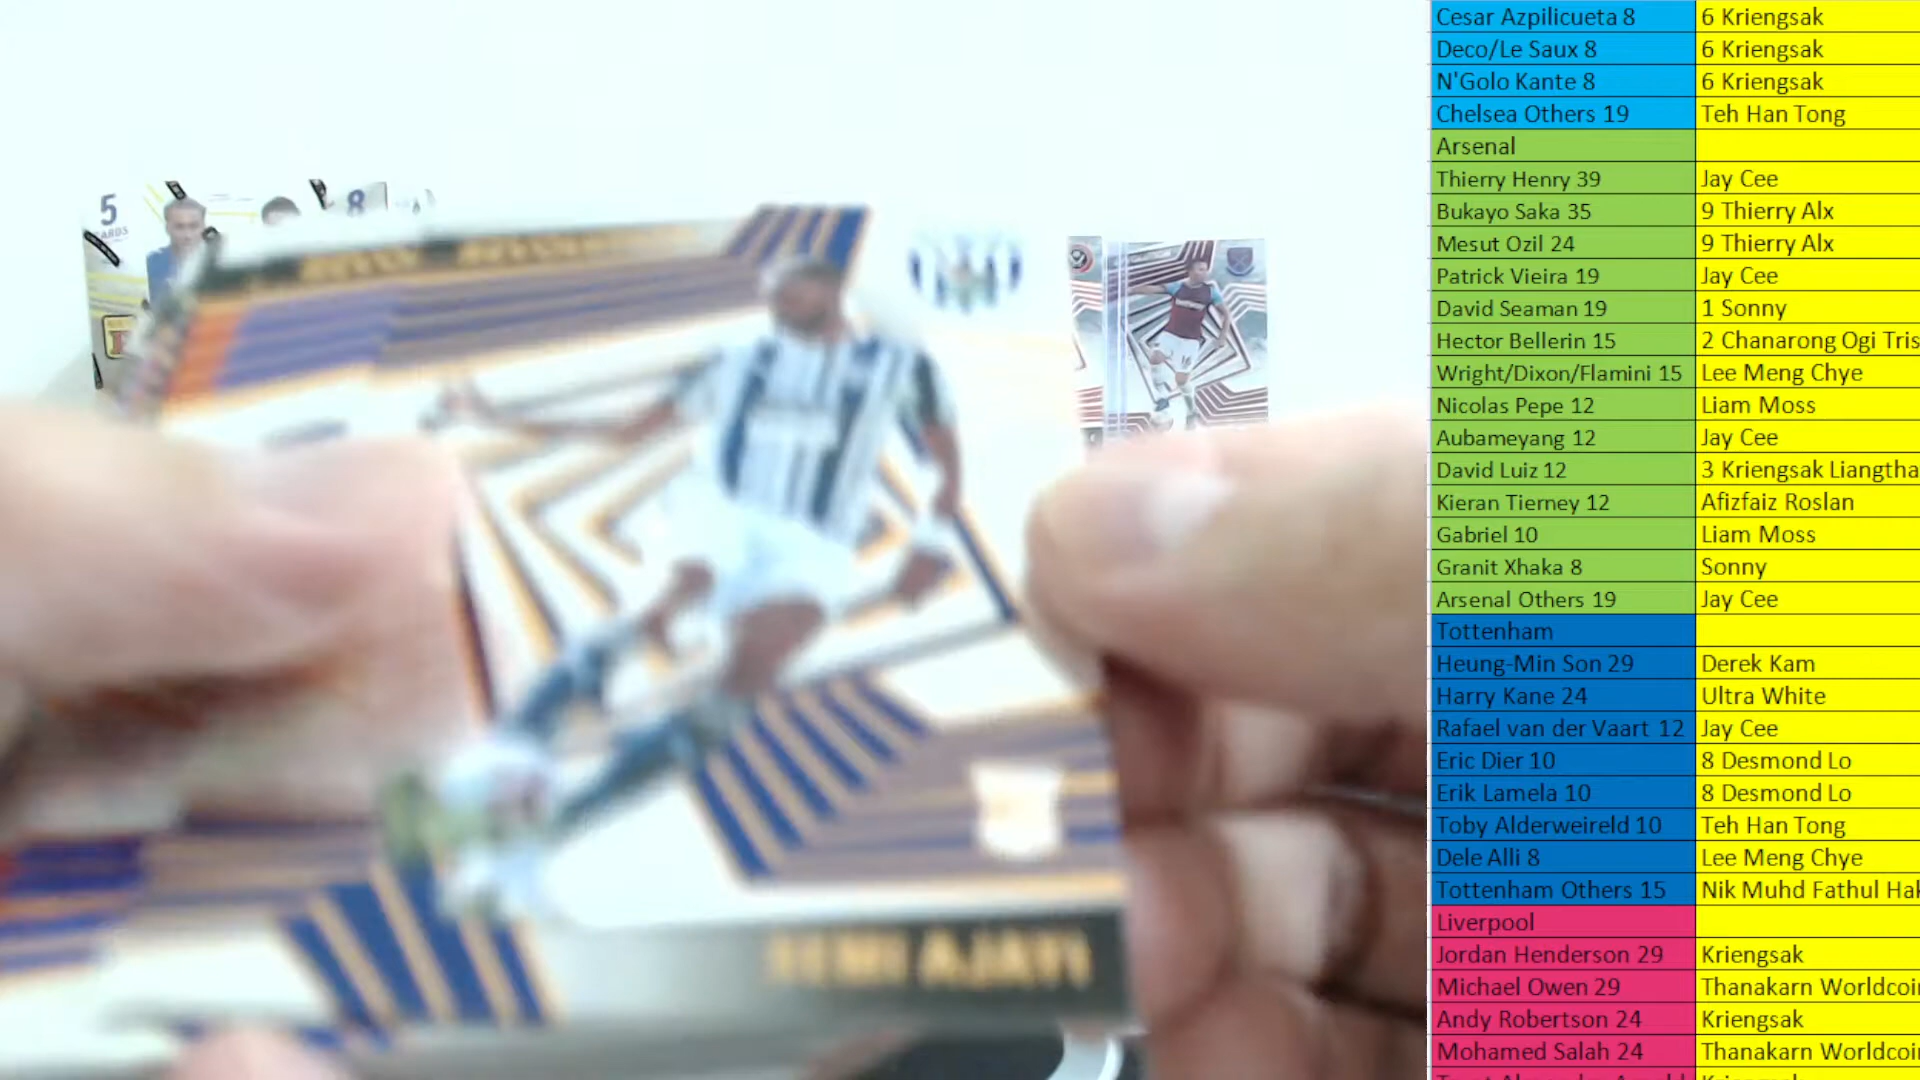 Cesar Azpilicueta 8 6 Kriengsak
Deco/Le Saux 8 6 Kriengsak
N'Golo Kante 8 6 Kriengsak
Chelsea Others 19 Teh Han Tong
Arsenal
Thierry Henry 39 Jay Cee
Bukayo Saka 35 9 Thierry Alx
Mesut Ozil 24 9 Thierry Alx
Patrick Vieira 19 Jay Cee
David Seaman 19 1 Sonny
Hector Bellerin 15 2 Chanarong Ogi Tris
Wright/Dixon/Flamini 15 Lee Meng Chye
Nicolas Pepe 12 Liam Moss
Aubameyang 12 Jay Cee
David Luiz 12 3 Kriengsak Liangtha
Kieran Tierney 12 Afizfaiz Roslan
Gabriel 10 Liam Moss
Granit Xhaka 8 Sonny
Arsenal Others 19 Jay Cee
Tottenham
Heung-Min Son 29 Derek Kam
Harry Kane 24 Ultra White
Rafael van der Vaart 12 Jay Cee
Eric Dier 10 8 Desmond Lo
Erik Lamela 10 8 Desmond Lo
Toby Alderweireld 10 Teh Han Tong
Dele Alli 8 Lee Meng Chye
Tottenham Others 15 Nik Muhd Fathul Hak
Liverpool
Jordan Henderson 29 Kriengsak
Michael Owen 29 Thanakarn Worldcoin
Andy Robertson 24 Kriengsak
Mohamed Salah 24 Thanakarn Worldcoin
5
CARDS
8
SEMI AJAYI